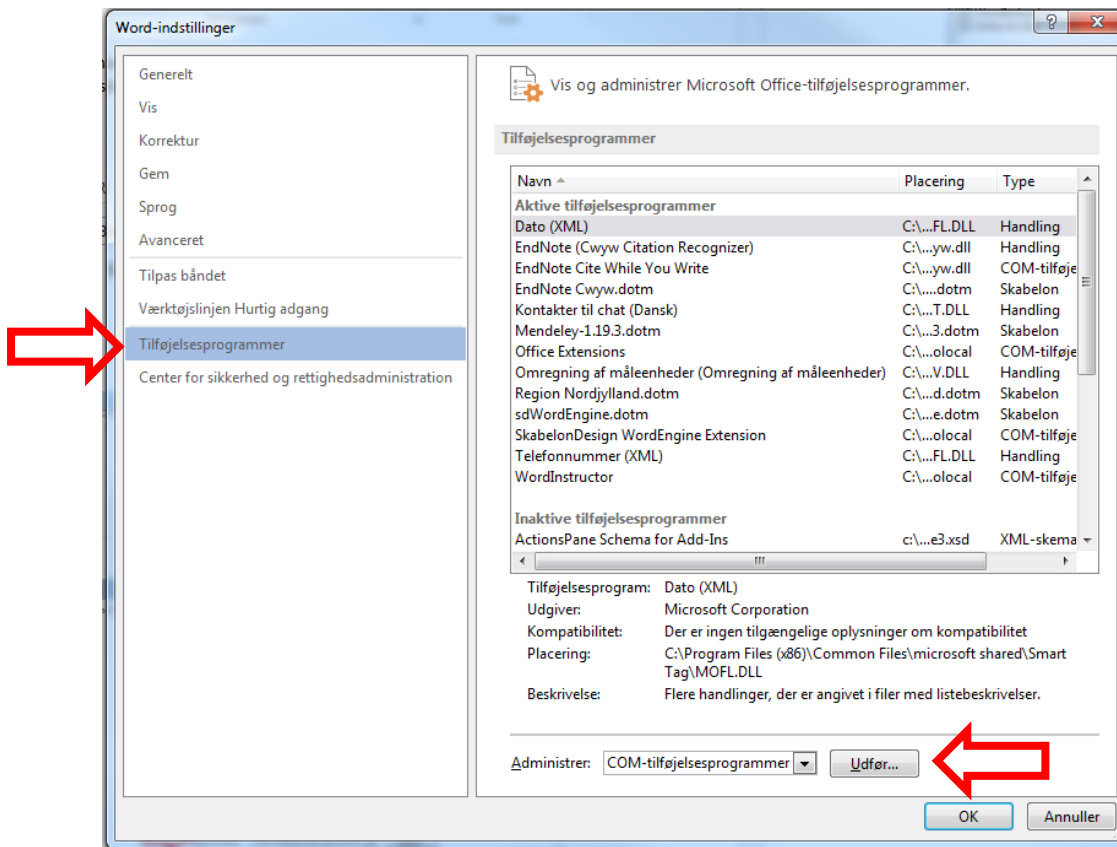 Word-indstillinger
Generelt
Vis
Korrektur
Gem
Sprog
Avanceret
Tilpas båndet
Værktøjslinjen Hurtig adgang
Tilføjelsesprogrammer
Center for sikkerhed og rettighedsadministration
Vis og administrer Microsoft Office-tilføjelsesprogrammer.
Tilføjelsesprogrammer
Navn Placering Type
Aktive tilføjelsesprogrammer
Dato (XML) C:\...FL.DLL Handling
EndNote (Cwyw Citation Recognizer) C:\...yw.dll Handling
EndNote Cite While You Write C:\...yw.dll COM-tilføje
EndNote Cwyw.dotm C:\....dotm Skabelon
Kontakter til chat (Dansk) C:\...T.DLL Handling
Mendeley-1.19.3.dotm C:\...3.dotm Skabelon
Office Extensions C:\...olocal COM-tilføje
Omregning af måleenheder (Omregning af måleenheder) C:\...V.DLL Handling
Region Nordjylland.dotm C:\...d.dotm Skabelon
sdWordEngine.dotm C:\...e.dotm Skabelon
SkabelonDesign WordEngine Extension C:\...olocal COM-tilføje
Telefonnummer (XML) C:\...FL.DLL Handling
WordInstructor C:\...olocal COM-tilføje
Inaktive tilføjelsesprogrammer
ActionsPane Schema for Add-Ins c:\...e3.xsd XML-skema
Tilføjelsesprogram: Dato (XML)
Udgiver: Microsoft Corporation
Kompatibilitet: Der er ingen tilgængelige oplysninger om kompatibilitet
Placering: C:\Program Files (x86)\Common Files\microsoft shared\Smart
Tag\MOFL.DLL
Beskrivelse: Flere handlinger, der er angivet i filer med listebeskrivelser.
Administrer: COM-tilføjelsesprogrammer Udfør...
OK Annuller